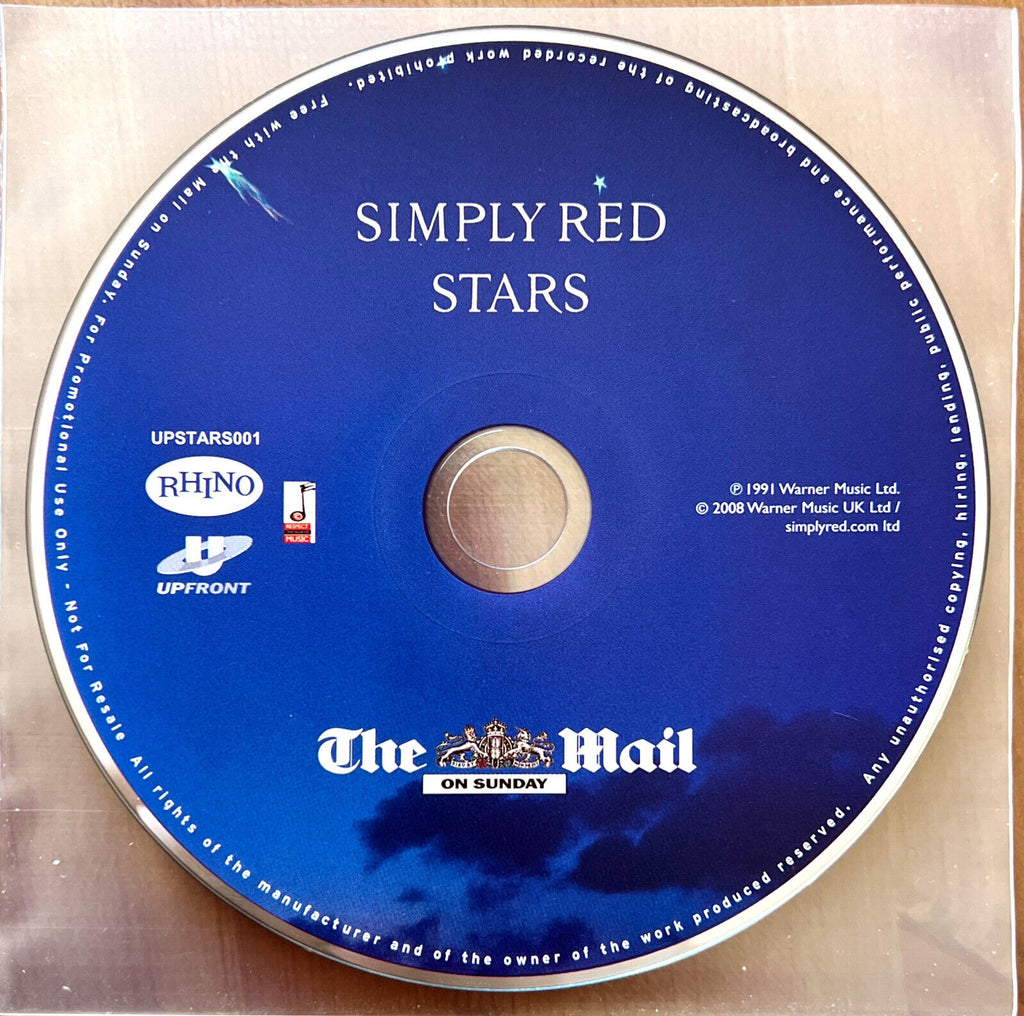 SIMPLY RED
STARS
UPSTARS001
RHINO
UPFRONT
© RESPECT
MUSIC
℗ 1991 Warner Music Ltd.
© 2008 Warner Music UK Ltd /
simplyred.com ltd
The Mail
ON SUNDAY
Free with the Mail on Sunday. For Promotional Use Only - Not For Resale All rights of the manufacturer and of the owner of the work produced reserved. Any unauthorised copying, hiring, lending, public performance and broadcasting of the recorded work prohibited.